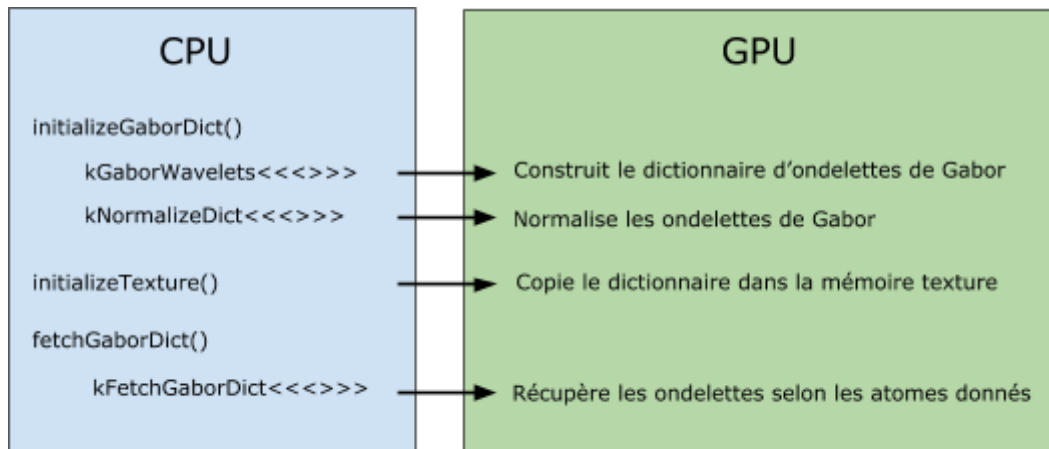 CPU
GPU
initializeGaborDict()
kGaborWavelets<<<>>>
Construit le dictionnaire d'ondelettes de Gabor
kNormalizeDict<<<>>>
Normalise les ondelettes de Gabor
initializeTexture()
Copie le dictionnaire dans la mémoire texture
fetchGaborDict()
kFetchGaborDict<<<>>>
Récupère les ondelettes selon les atomes donnés